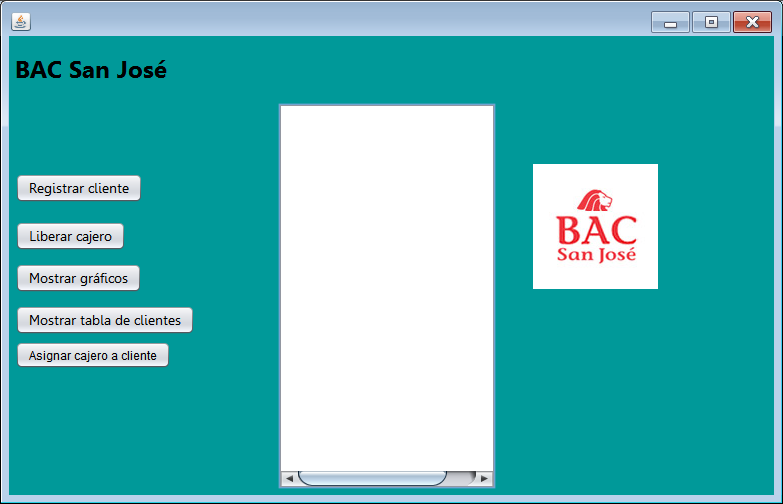 BAC San José
Registrar cliente
Liberar cajero
Mostrar gráficos
Mostrar tabla de clientes
Asignar cajero a cliente
BAC
San José